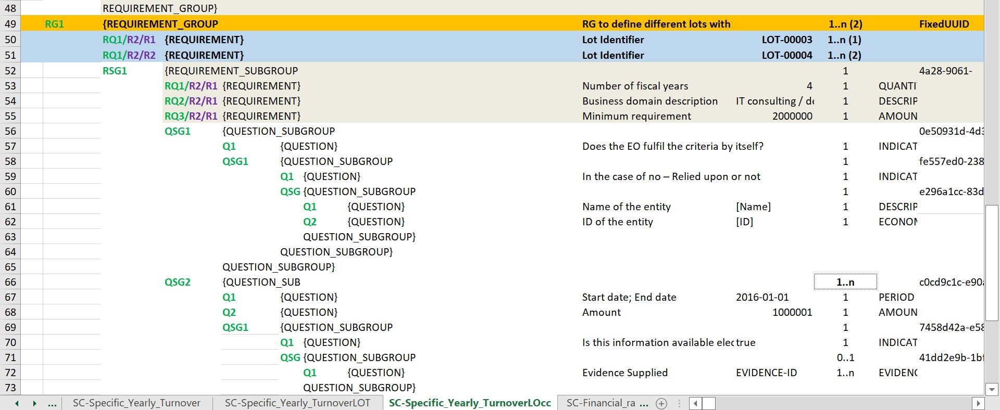 48 REQUIREMENT_GROUP}
49 RG1 {REQUIREMENT_GROUP RG to define different lots with 1..n (2) FixedUUID
50 RQ1/R2/R1 {REQUIREMENT} Lot Identifier LOT-00003 1..n (1)
51 RQ1/R2/R2 {REQUIREMENT} Lot Identifier LOT-00004 1..n (2)
52 RSG1 {REQUIREMENT_SUBGROUP 1 4a28-9061-
53 RQ1/R2/R1 {REQUIREMENT} Number of fiscal years 4 1 QUANTI
54 RQ2/R2/R1 {REQUIREMENT} Business domain description IT consulting / de 1 DESCRIP
55 RQ3/R2/R1 {REQUIREMENT} Minimum requirement 2000000 1 AMOUN
56 QSG1 {QUESTION_SUBGROUP 0e50931d-4d3
57 Q1 {QUESTION} Does the EO fulfil the criteria by itself? 1 INDICAT
58 QSG1 {QUESTION_SUBGROUP 1 fe557ed0-238
59 Q1 {QUESTION} In the case of no – Relied upon or not 1 INDICAT
60 QSG {QUESTION_SUBGROUP 1 e296a1cc-83d
61 Q1 {QUESTION} Name of the entity [Name] 1 DESCRIP
62 Q2 {QUESTION} ID of the entity [ID] 1 ECONOM
63 QUESTION_SUBGROUP}
64 QUESTION_SUBGROUP}
65 QUESTION_SUBGROUP}
66 QSG2 {QUESTION_SUB 1..n c0cd9c1c-e90a
67 Q1 {QUESTION} Start date; End date 2016-01-01 1 PERIOD
68 Q2 {QUESTION} Amount 1000001 1 AMOUN
69 QSG1 {QUESTION_SUBGROUP 1 7458d42a-e58
70 Q1 {QUESTION} Is this information available elec true 1 INDICAT
71 QSG {QUESTION_SUBGROUP 0..1 41dd2e9b-1bf
72 Q1 {QUESTION} Evidence Supplied EVIDENCE-ID 1..n EVIDENC
73 QUESTION_SUBGROUP}
... SC-Specific_Yearly_Turnover SC-Specific_Yearly_TurnoverLOT SC-Specific_Yearly_TurnoverLOcc SC-Financial_ra ...